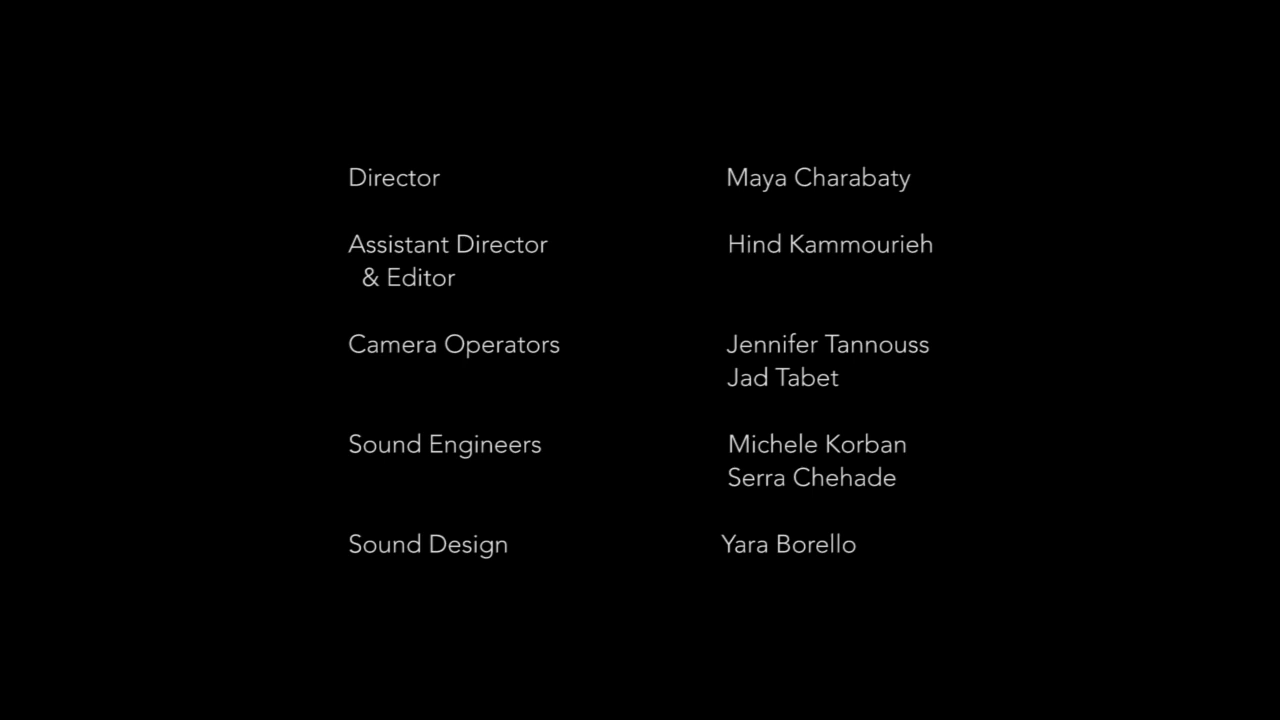 Director Maya Charabaty
Assistant Director Hind Kammourieh
& Editor
Camera Operators Jennifer Tannouss
Jad Tabet
Sound Engineers Michele Korban
Serra Chehade
Sound Design Yara Borello